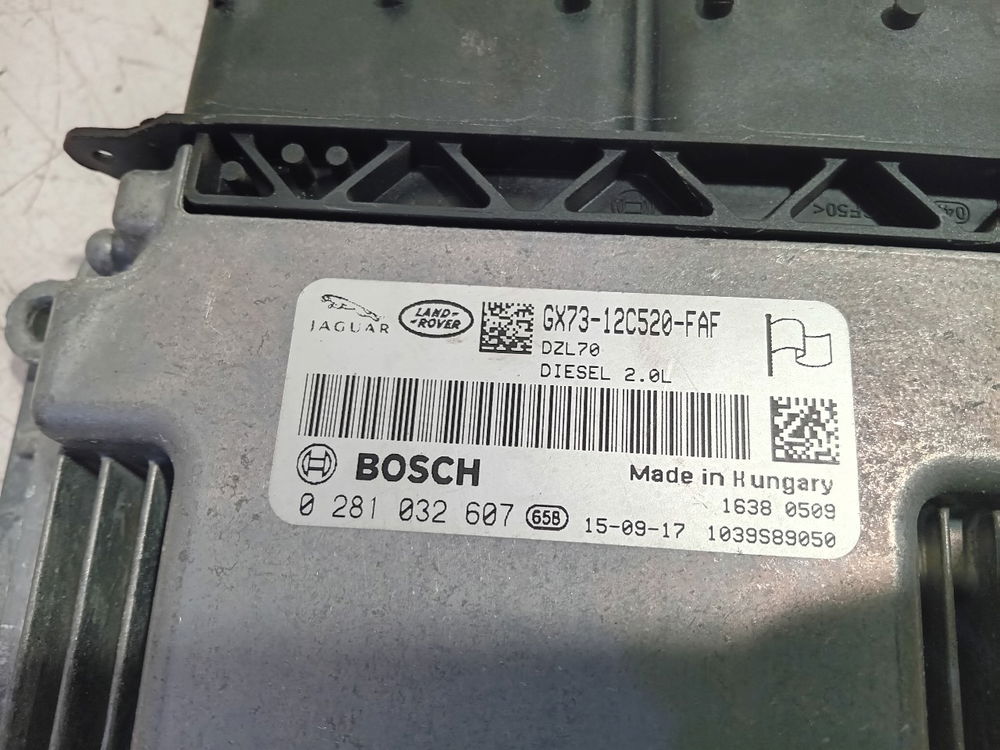 JAGUAR
LAND-
-ROVER
GX73-12C520-FAF
DZL70
DIESEL 2.0L
BOSCH
Made in Hungary
1638 0509
0 281 032 607 65B 15-09-17 1039S89050